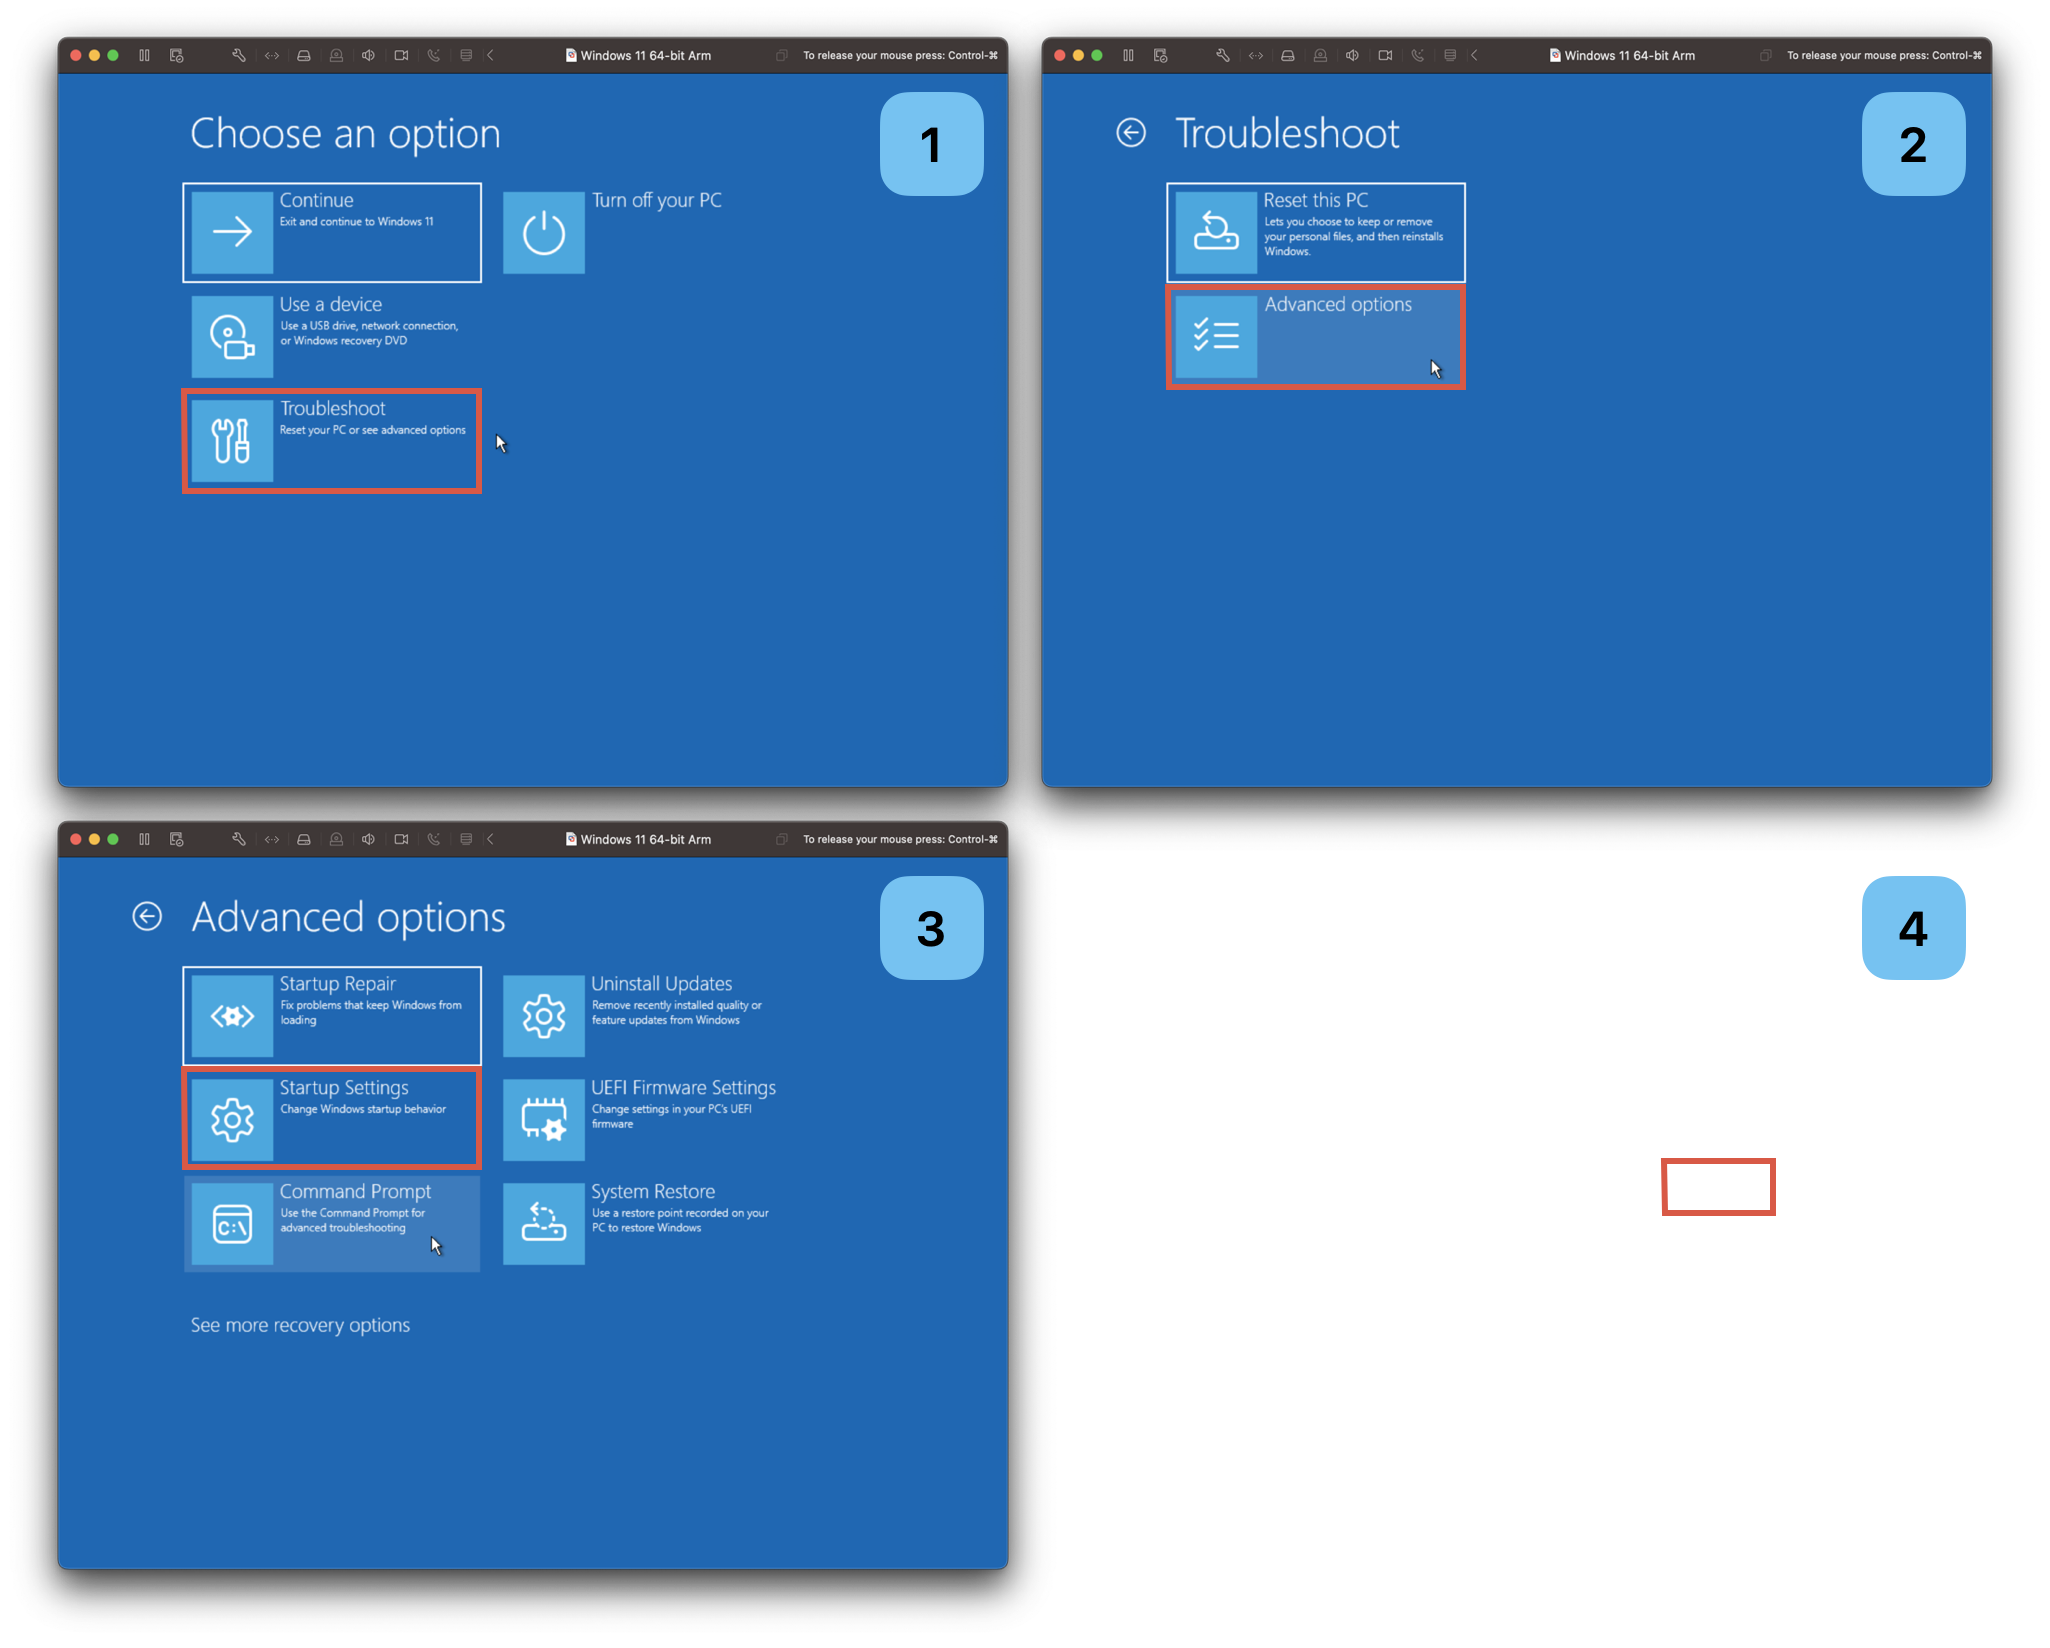 Windows 11 64-bit Arm
To release your mouse press: Control-⌘
Choose an option
1
Continue
Exit and continue to Windows 11
Turn off your PC
Use a device
Use a USB drive, network connection,
or Windows recovery DVD
Troubleshoot
Reset your PC or see advanced options
Windows 11 64-bit Arm
To release your mouse press: Control-⌘
Troubleshoot
2
Reset this PC
Lets you choose to keep or remove
your personal files, and then reinstalls
Windows.
Advanced options
Windows 11 64-bit Arm
To release your mouse press: Control-⌘
Advanced options
3
Startup Repair
Fix problems that keep Windows from
loading
Uninstall Updates
Remove recently installed quality or
feature updates from Windows
Startup Settings
Change Windows startup behavior
UEFI Firmware Settings
Change settings in your PC's UEFI
firmware
Command Prompt
Use the Command Prompt for
advanced troubleshooting
C:\
System Restore
Use a restore point recorded on your
PC to restore Windows
See more recovery options
4